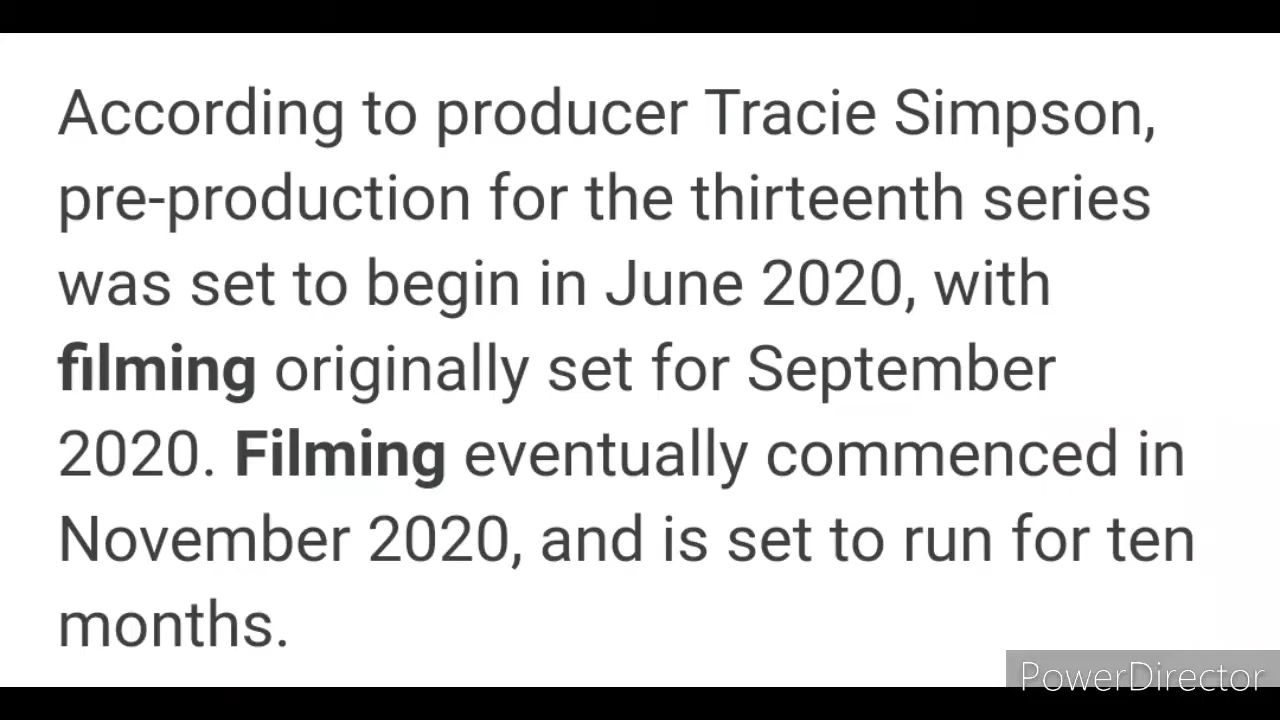 According to producer Tracie Simpson,
pre-production for the thirteenth series
was set to begin in June 2020, with
filming originally set for September
2020. Filming eventually commenced in
November 2020, and is set to run for ten
months.
PowerDirector